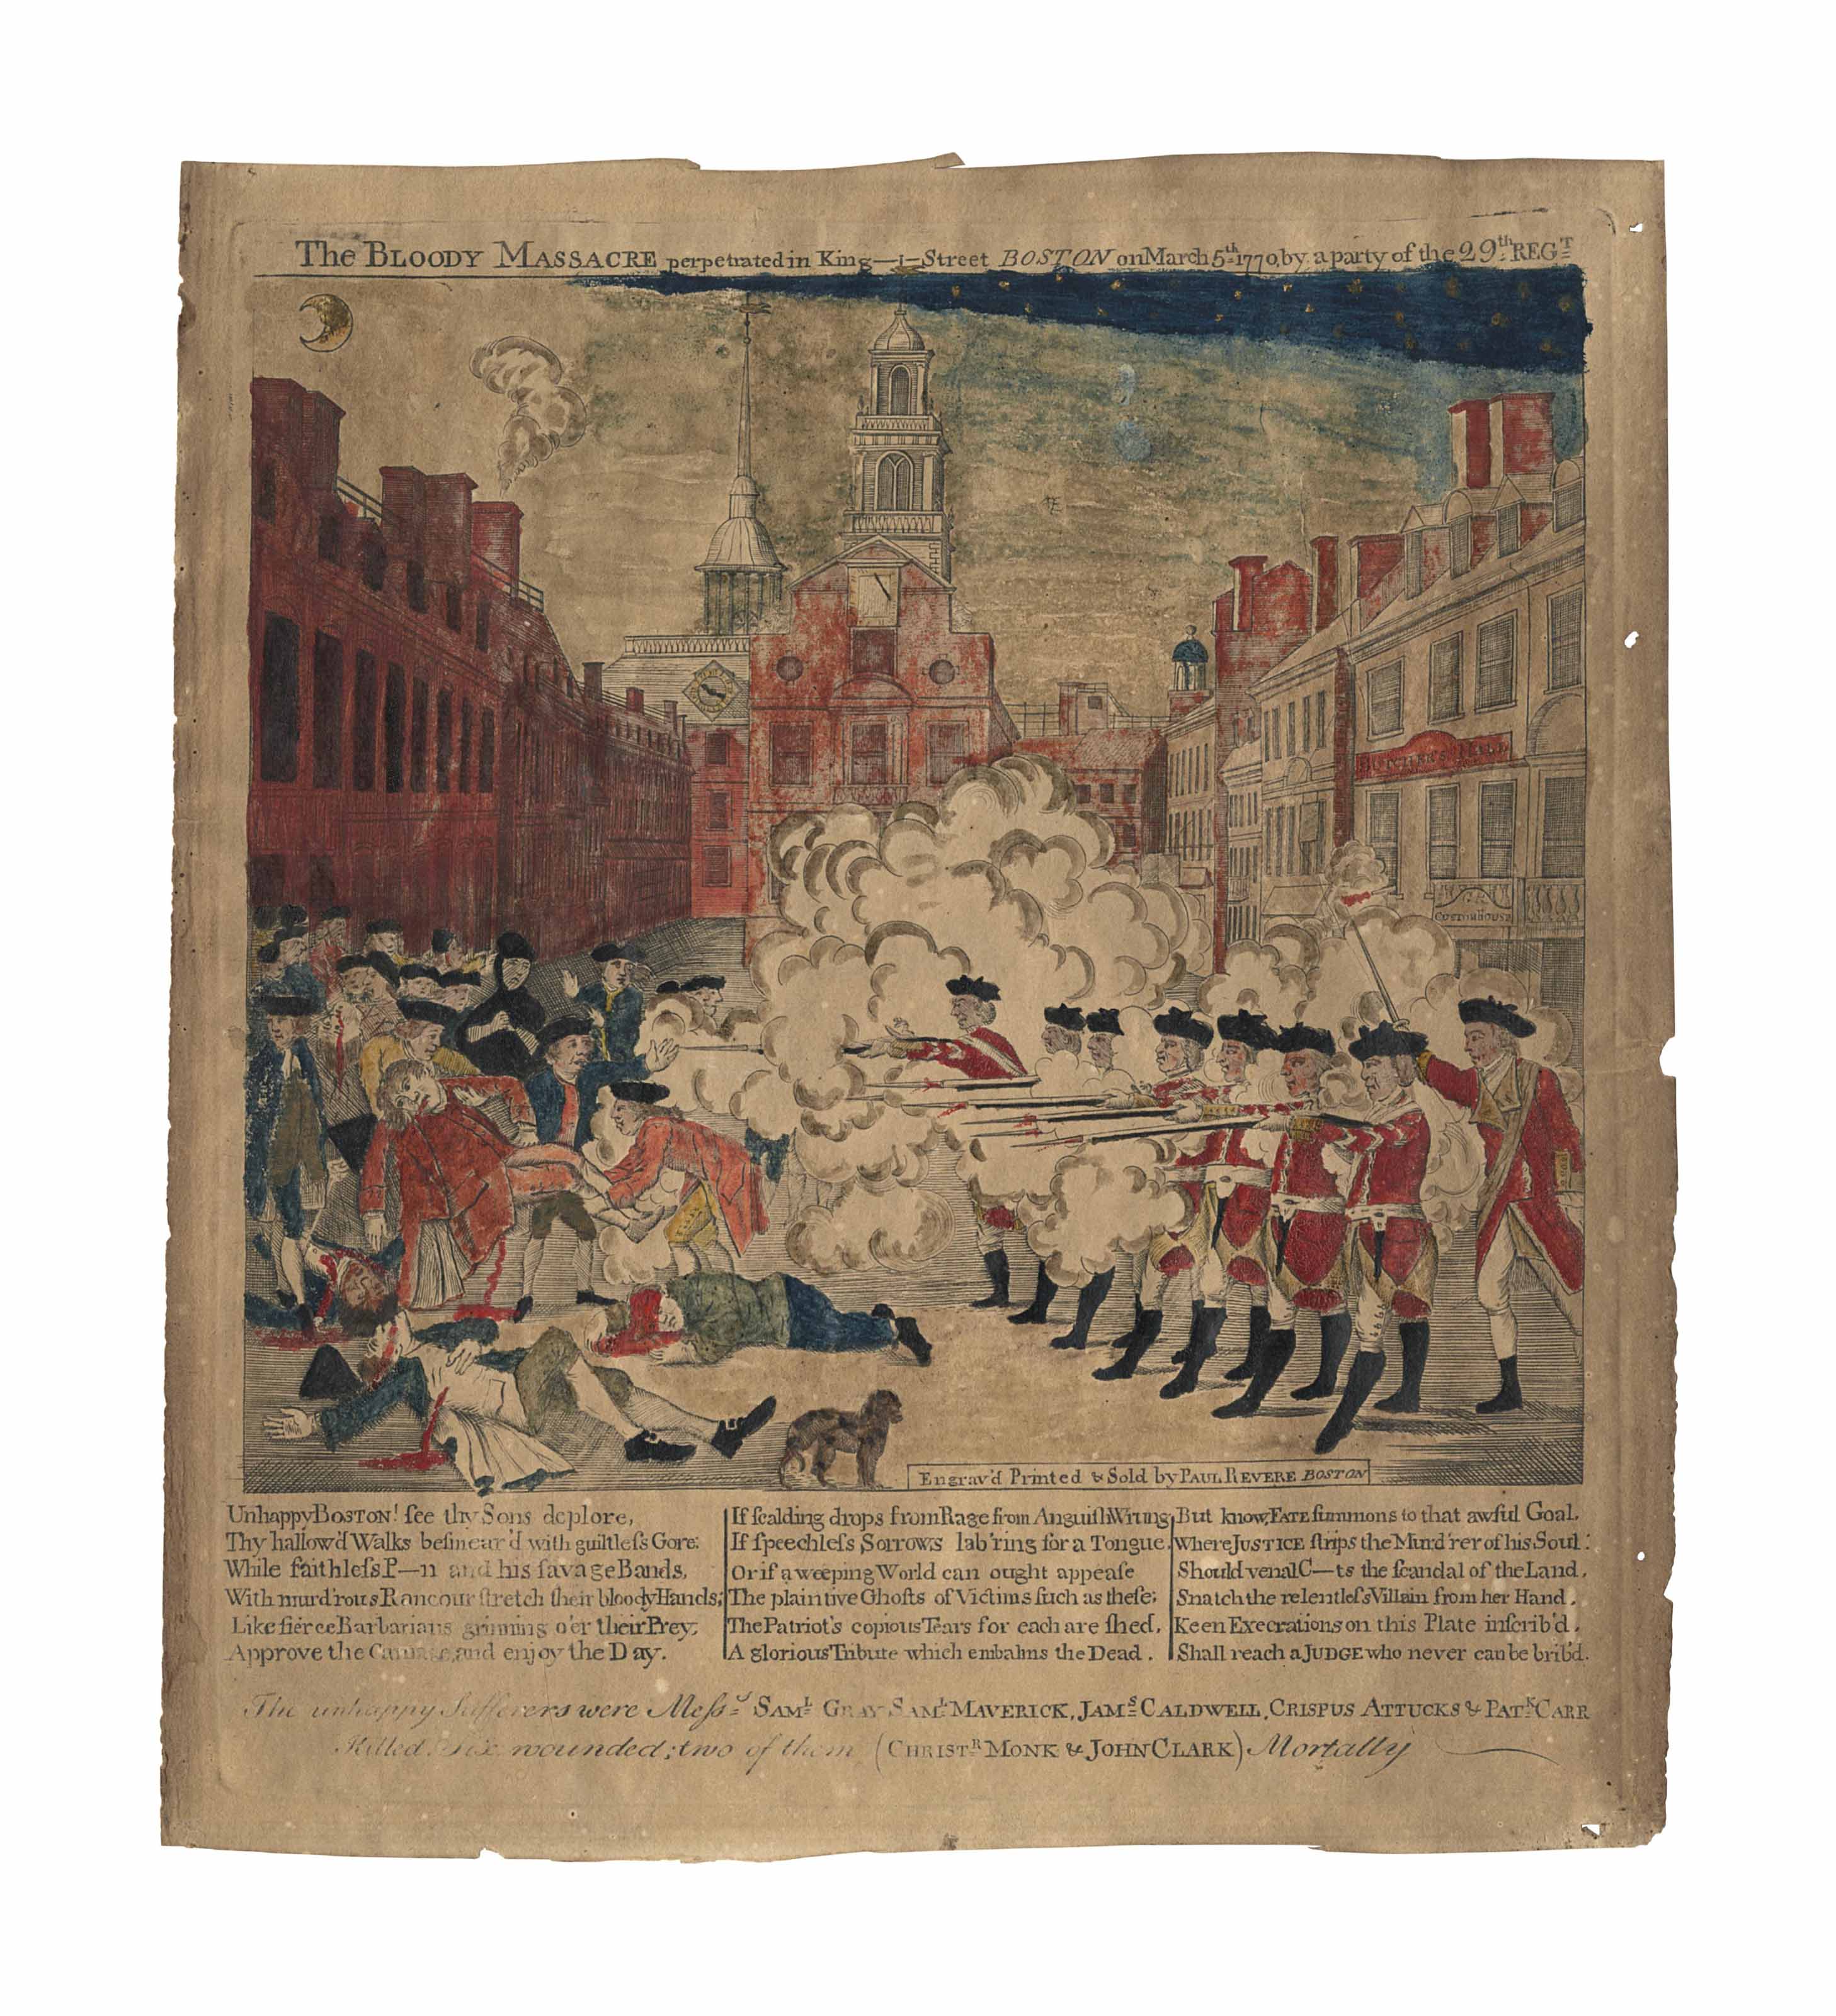 The BLOODY MASSACRE perpetrated in King—1—Street BOSTON on March 5th 1770, by a party of the 29th REGT
BUTCHER'S HALL
CUSTOMHOUSE
Engrav'd Printed & Sold by PAUL REVERE BOSTON
Unhappy BOSTON! ſee thy Sons deplore,
Thy hallow'd Walks beſmear'd with guiltleſs Gore:
While faithleſs P—n and his ſavage Bands,
With murd'rous Rancour ſtretch their bloody Hands;
Like fierce Barbarians grinning o'er their Prey,
Approve the Carnage, and enjoy the Day.
If ſcalding drops from Rage from Anguiſh Wrung
If ſpeechleſs Sorrows lab'ring for a Tongue,
Or if a weeping World can ought appeaſe
The plaintive Ghoſts of Victims ſuch as theſe;
The Patriot's copious Tears for each are ſhed,
A glorious Tribute which embalms the Dead.
But know, FATE ſummons to that awful Goal,
Where JUSTICE ſtrips the Murd'rer of his Soul:
Should venal C—ts the ſcandal of the Land,
Snatch the relentleſs Villain from her Hand,
Keen Execrations on this Plate inſcrib'd,
Shall reach a JUDGE who never can be brib'd.
The unhappy Sufferers were Meſss SAML GRAY SAML MAVERICK, JAMS CALDWELL, CRISPUS ATTUCKS & PATK CARR
Killed. Six wounded; two of them (CHRISTR MONK & JOHN CLARK) Mortally